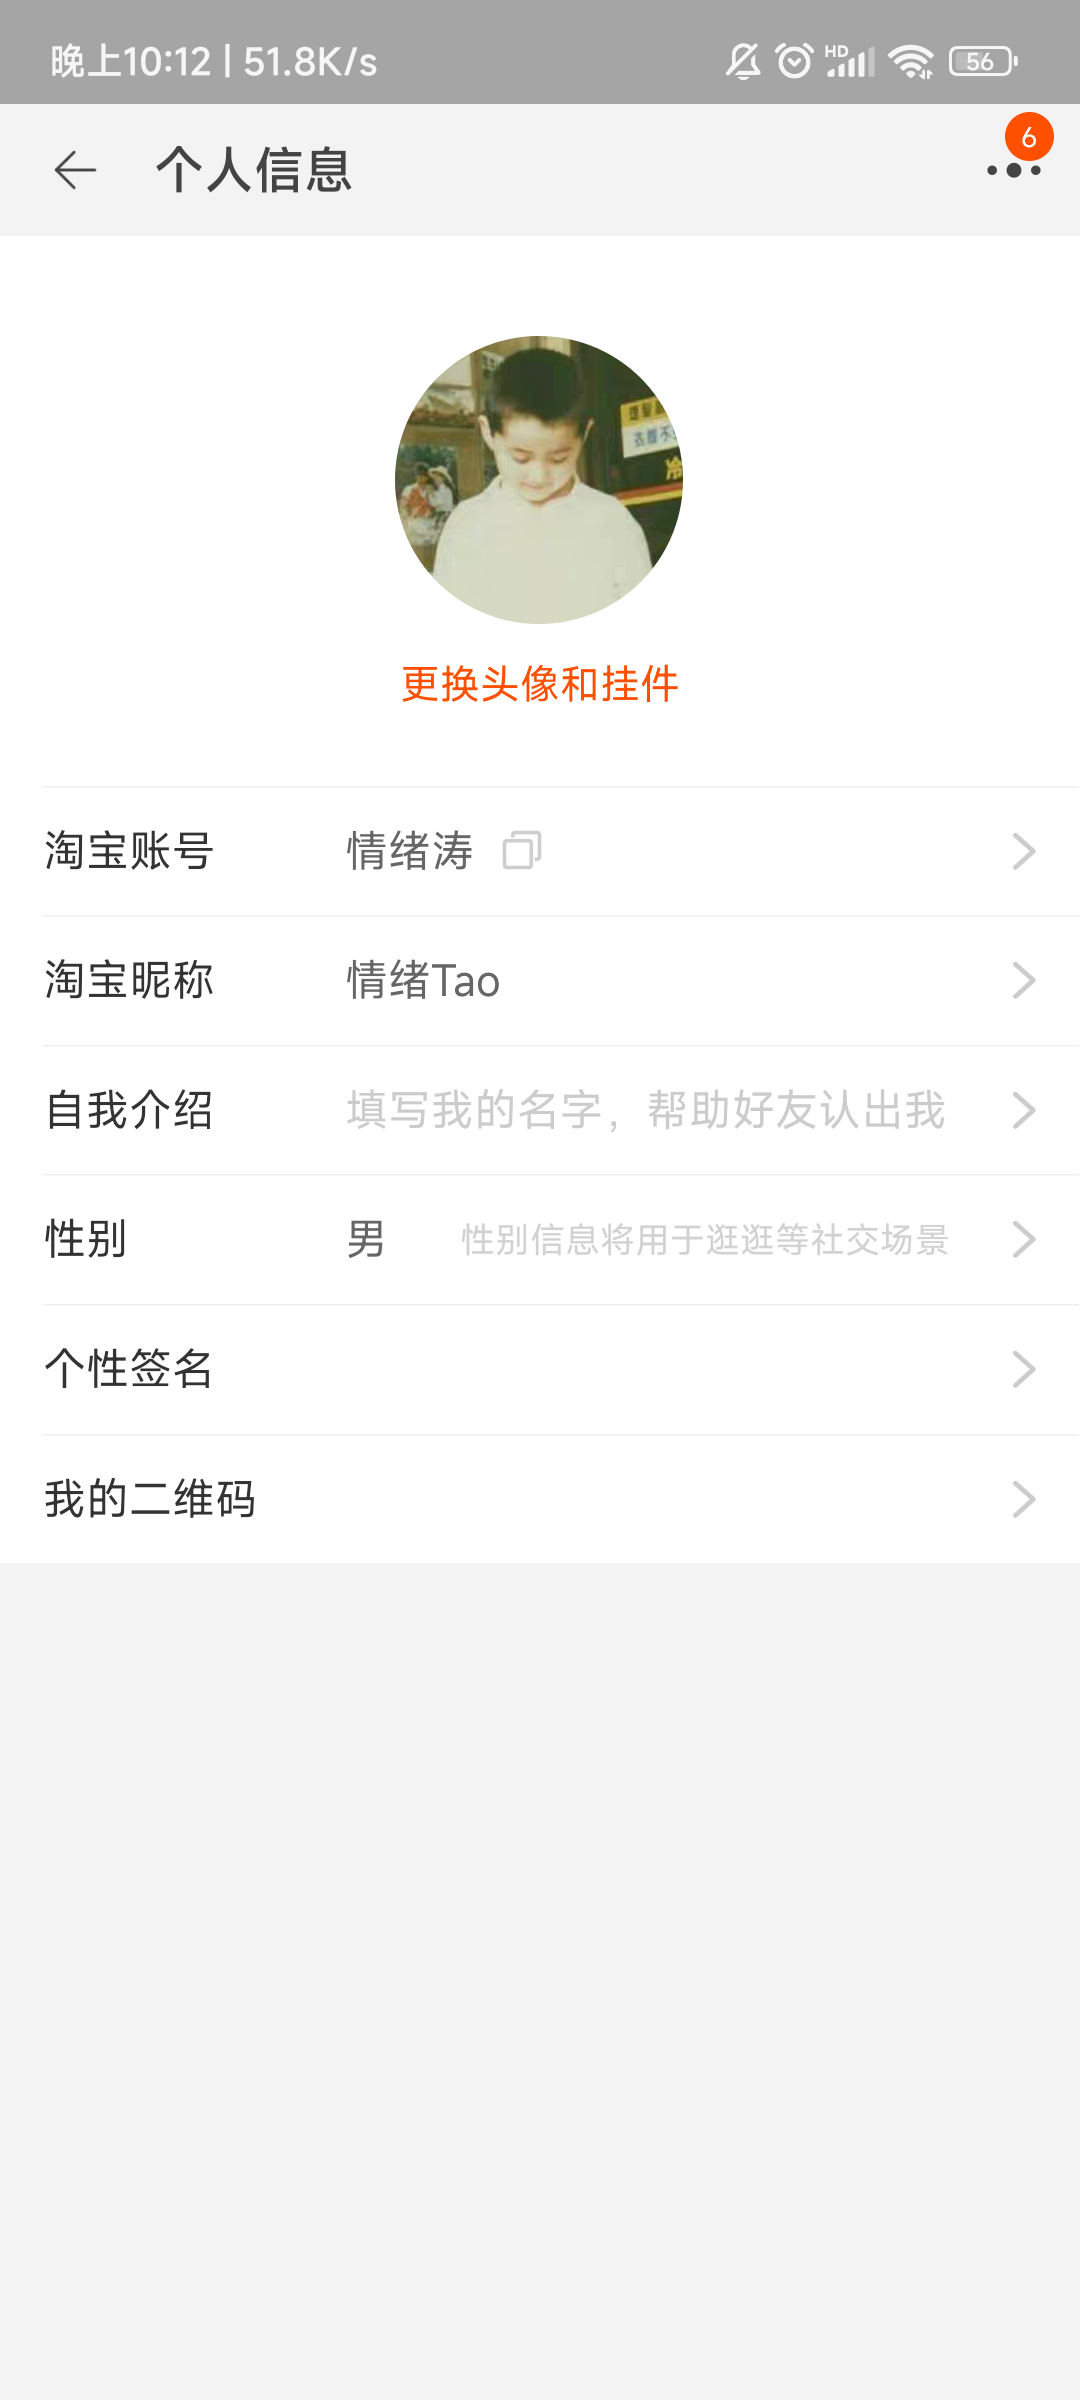 晚上10:12 | 51.8K/s
HD
56
个人信息
6
衣服不
冷
更换头像和挂件
淘宝账号 情绪涛
淘宝昵称 情绪Tao
自我介绍 填写我的名字，帮助好友认出我
性别 男 性别信息将用于逛逛等社交场景
个性签名
我的二维码